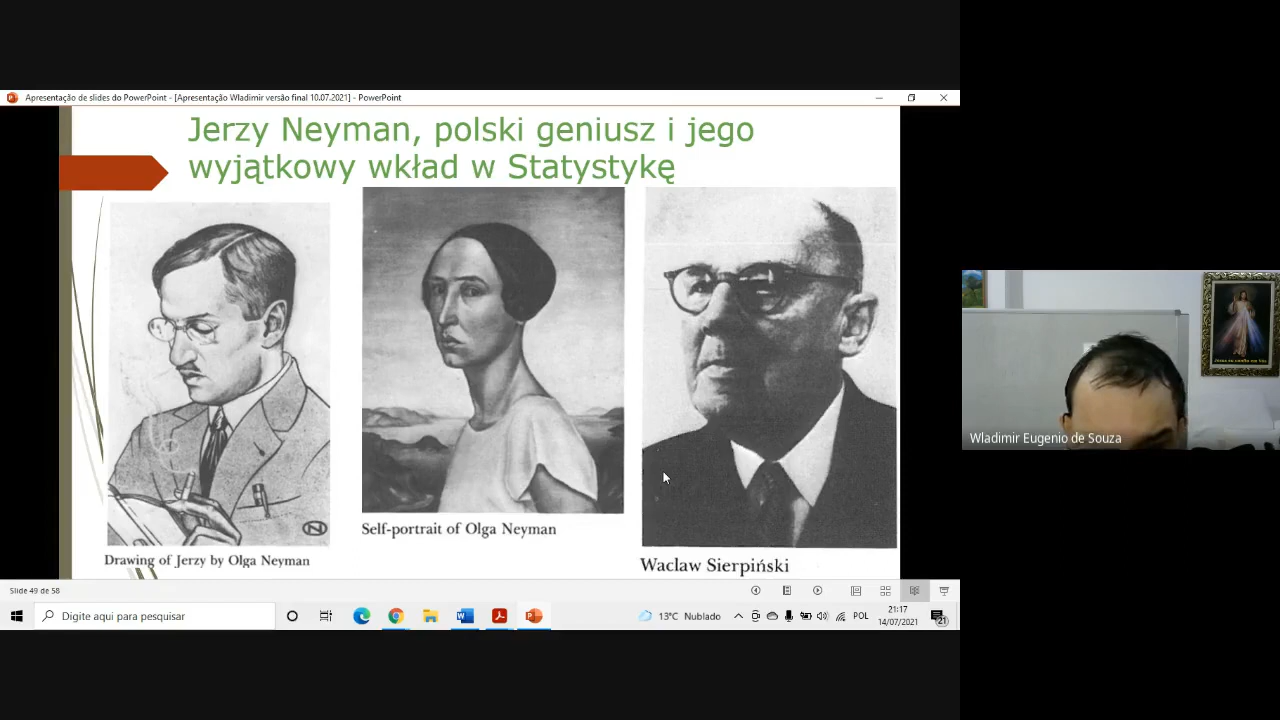 Apresentação de slides do PowerPoint - [Apresentação Wladimir versão final 10.07.2021] - PowerPoint
Jerzy Neyman, polski geniusz i jego
wyjątkowy wkład w Statystykę
Drawing of Jerzy by Olga Neyman
Self-portrait of Olga Neyman
Waclaw Sierpiński
Wladimir Eugenio de Souza
Slide 49 de 58
Digite aqui para pesquisar
13°C Nublado
POL
21:17
14/07/2021
21